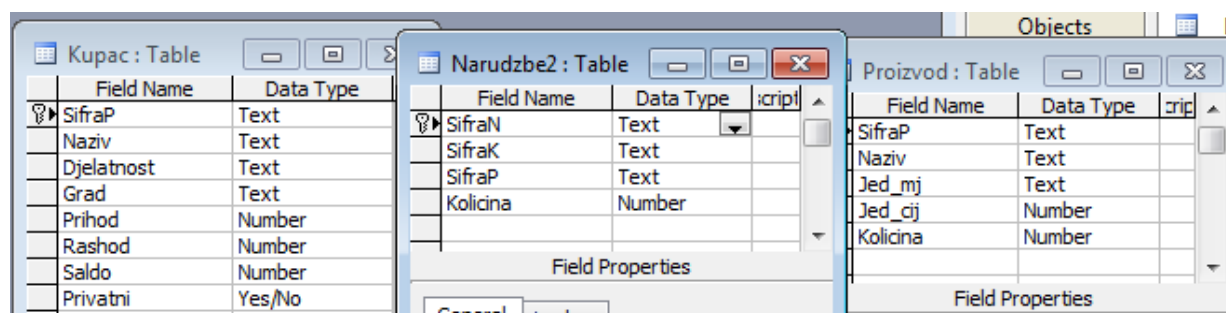 Objects
Kupac : Table
Field Name Data Type
SifraP Text
Naziv Text
Djelatnost Text
Grad Text
Prihod Number
Rashod Number
Saldo Number
Privatni Yes/No
Narudzbe2 : Table
Field Name Data Type
SifraN Text
SifraK Text
SifraP Text
Kolicina Number
Field Properties
General
Proizvod : Table
Field Name Data Type
SifraP Text
Naziv Text
Jed_mj Text
Jed_cij Number
Kolicina Number
Field Properties